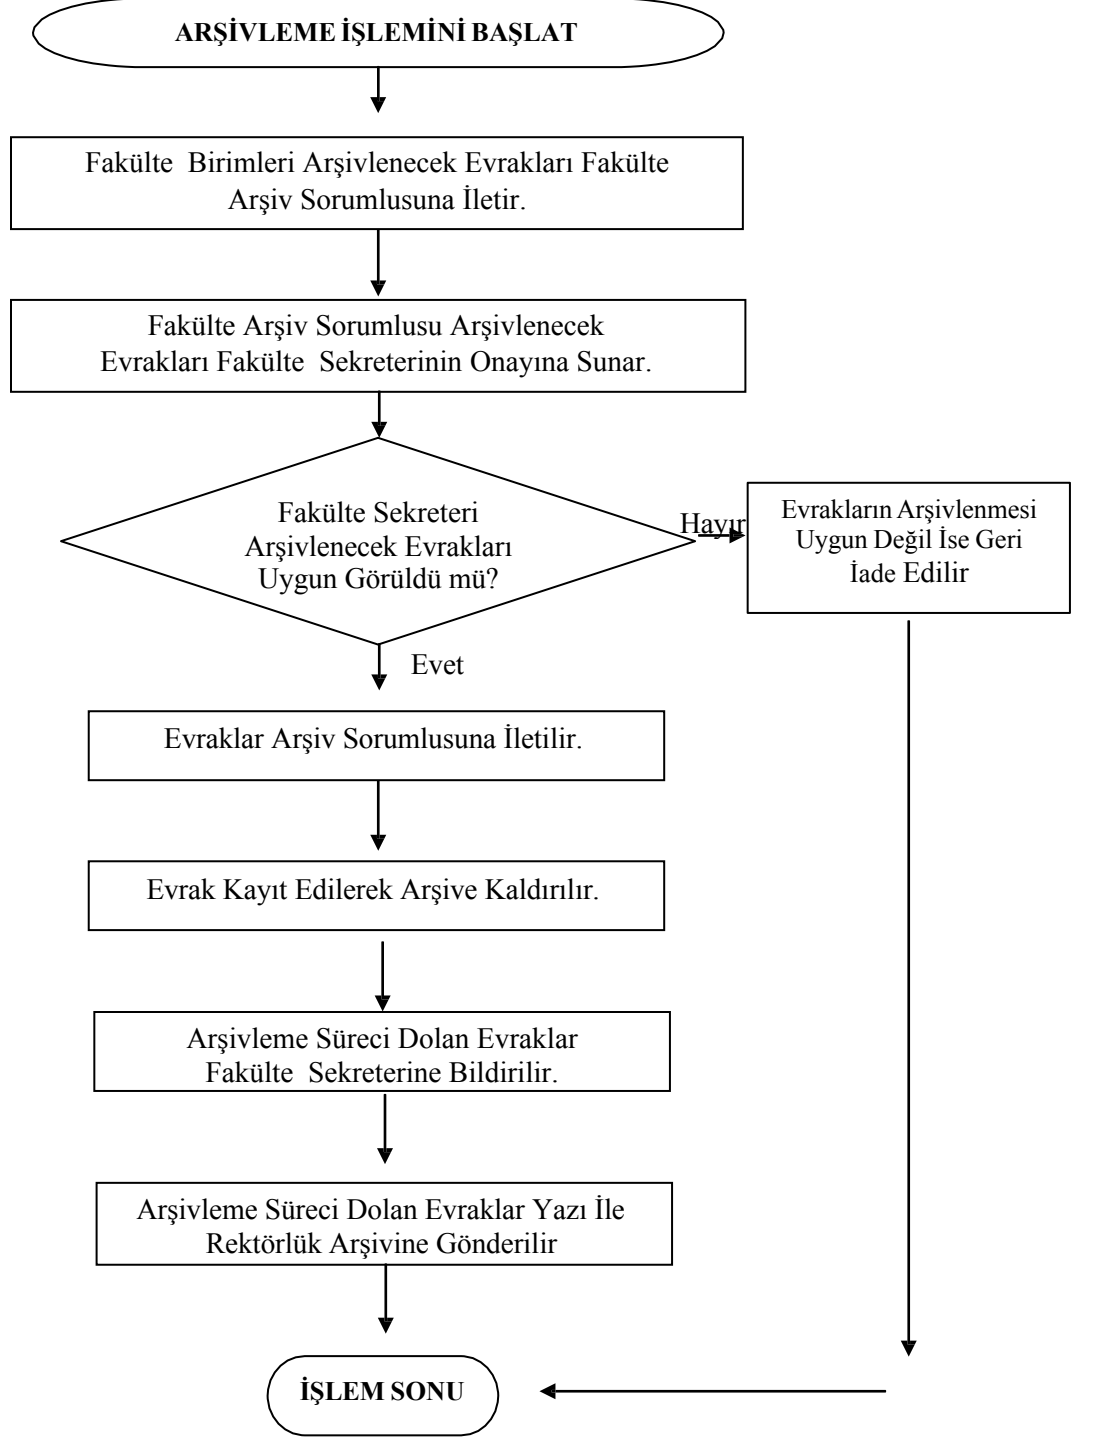 ARŞİVLEME İŞLEMİNİ BAŞLAT
Fakülte Birimleri Arşivlenecek Evrakları Fakülte
Arşiv Sorumlusuna İletir.
Fakülte Arşiv Sorumlusu Arşivlenecek
Evrakları Fakülte Sekreterinin Onayına Sunar.
Fakülte Sekreteri
Arşivlenecek Evrakları
Uygun Görüldü mü?
Hayır
Evrakların Arşivlenmesi
Uygun Değil İse Geri
İade Edilir
Evet
Evraklar Arşiv Sorumlusuna İletilir.
Evrak Kayıt Edilerek Arşive Kaldırılır.
Arşivleme Süreci Dolan Evraklar
Fakülte Sekreterine Bildirilir.
Arşivleme Süreci Dolan Evraklar Yazı İle
Rektörlük Arşivine Gönderilir
İŞLEM SONU